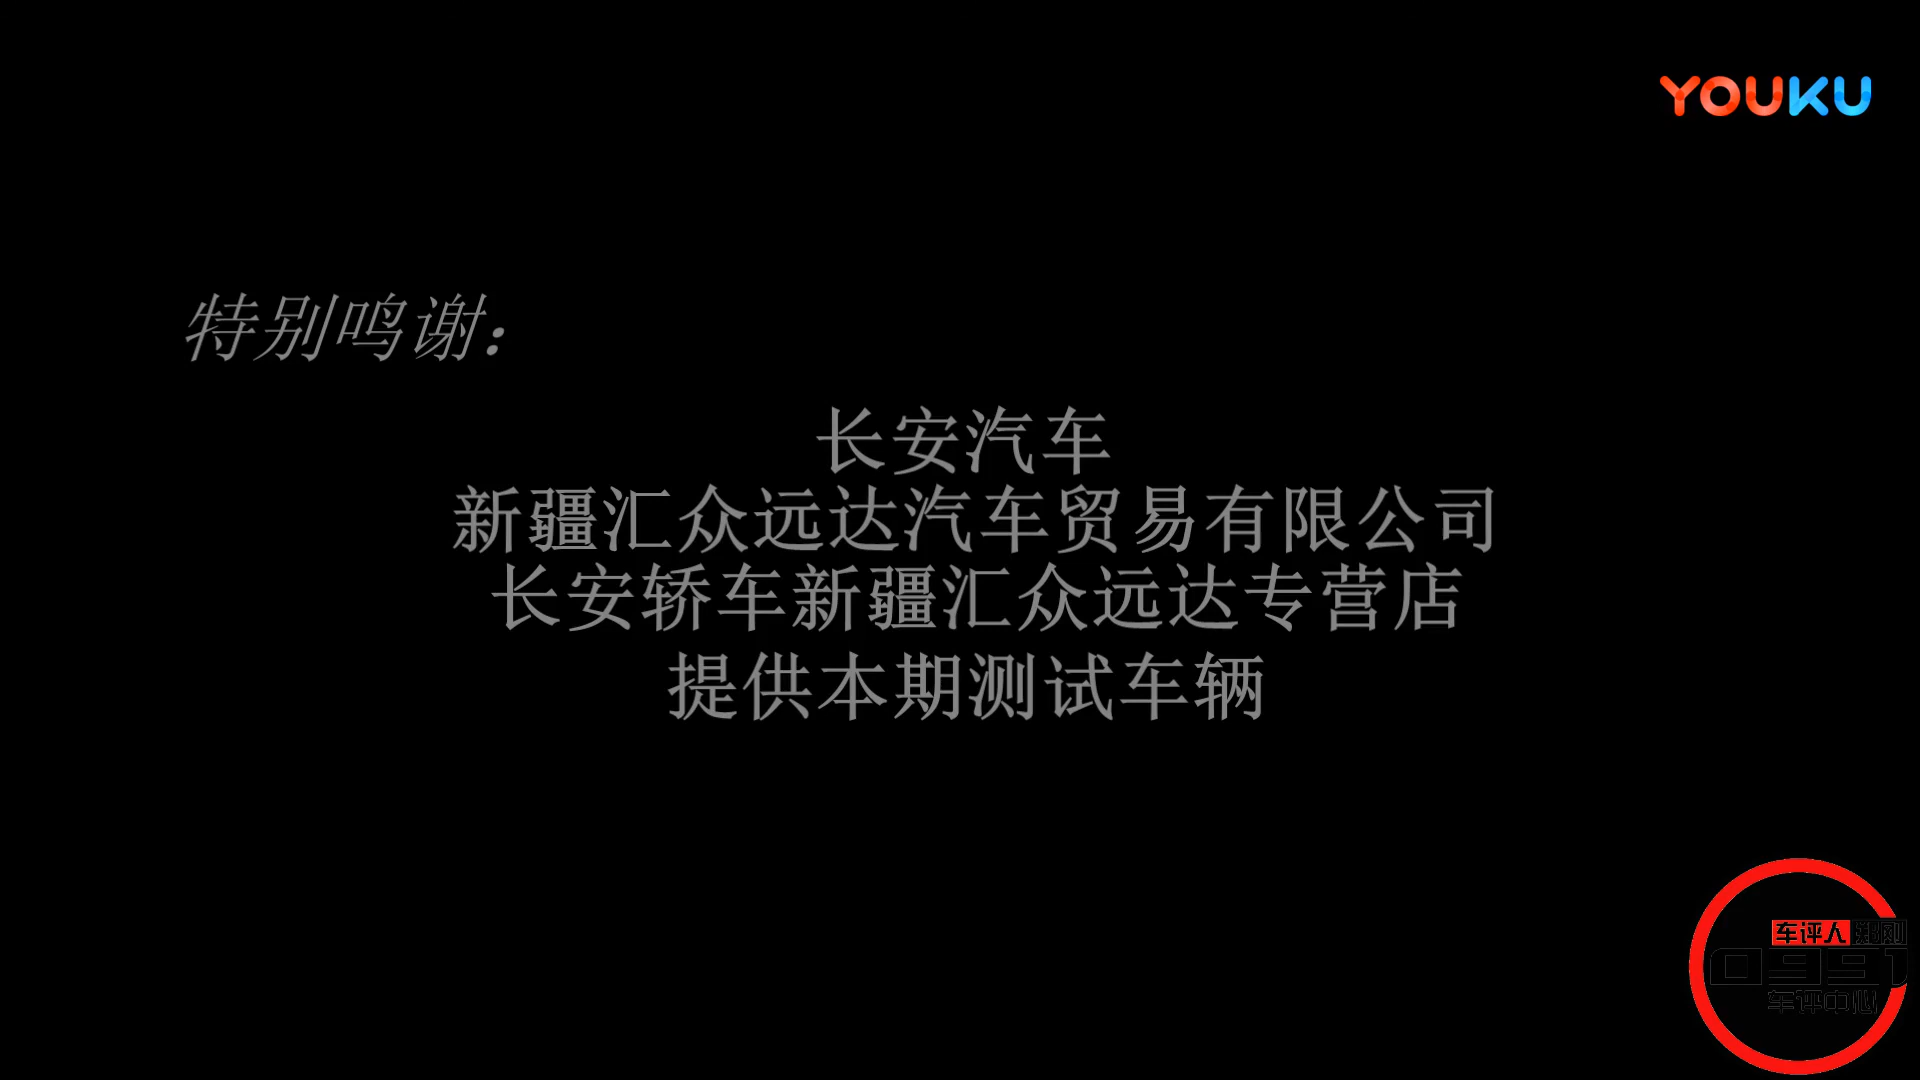 YOUKU
特别鸣谢：
长安汽车
新疆汇众远达汽车贸易有限公司
长安轿车新疆汇众远达专营店
提供本期测试车辆
车评人郑刚
0991
车评中心